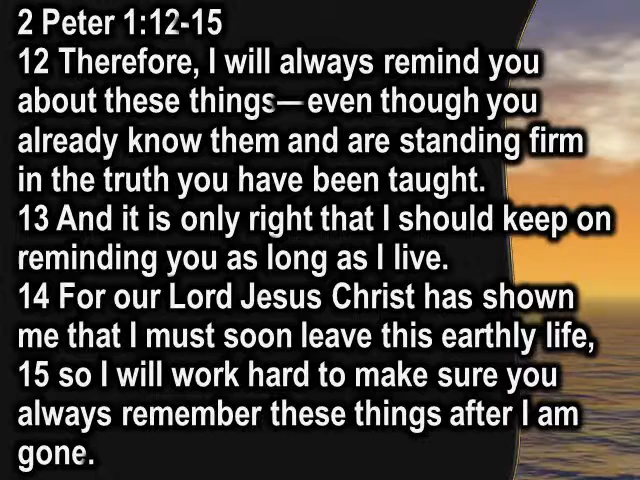 2 Peter 1:12-15
12 Therefore, I will always remind you
about these things—even though you
already know them and are standing firm
in the truth you have been taught.
13 And it is only right that I should keep on
reminding you as long as I live.
14 For our Lord Jesus Christ has shown
me that I must soon leave this earthly life,
15 so I will work hard to make sure you
always remember these things after I am
gone.